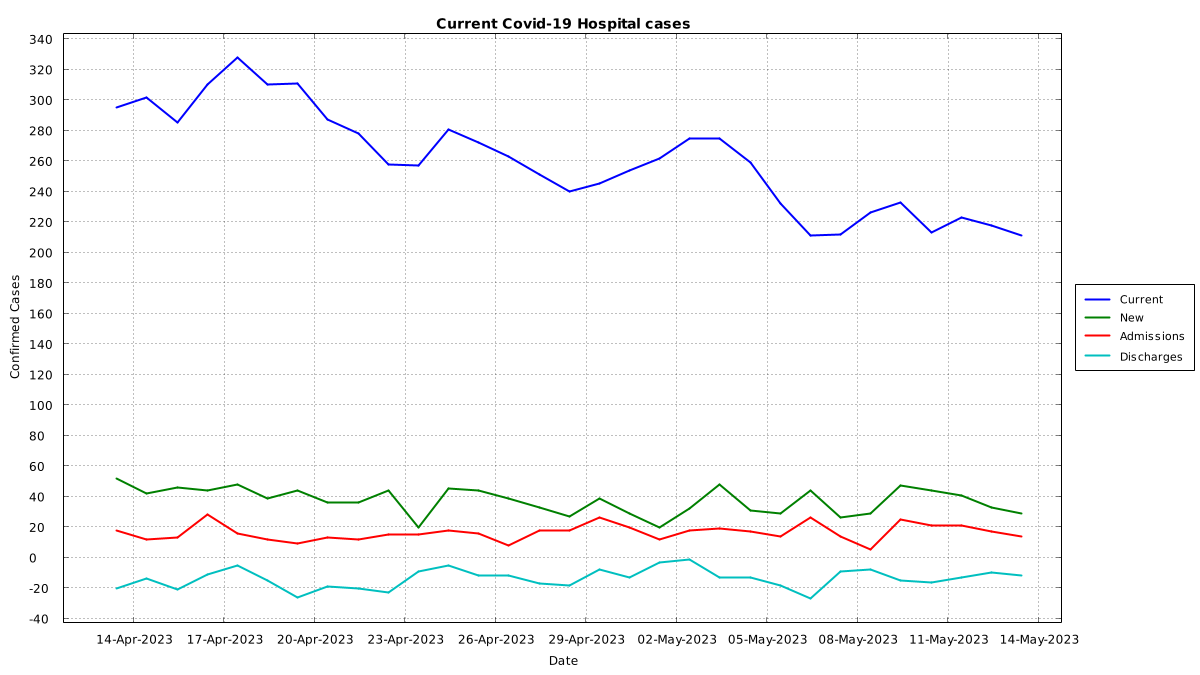 Current Covid-19 Hospital cases
340
320
300
280
260
240
220
200
180
160
140
120
100
80
60
40
20
0
-20
-40
Confirmed Cases
14-Apr-2023 17-Apr-2023 20-Apr-2023 23-Apr-2023 26-Apr-2023 29-Apr-2023 02-May-2023 05-May-2023 08-May-2023 11-May-2023 14-May-2023
Date
Current
New
Admissions
Discharges